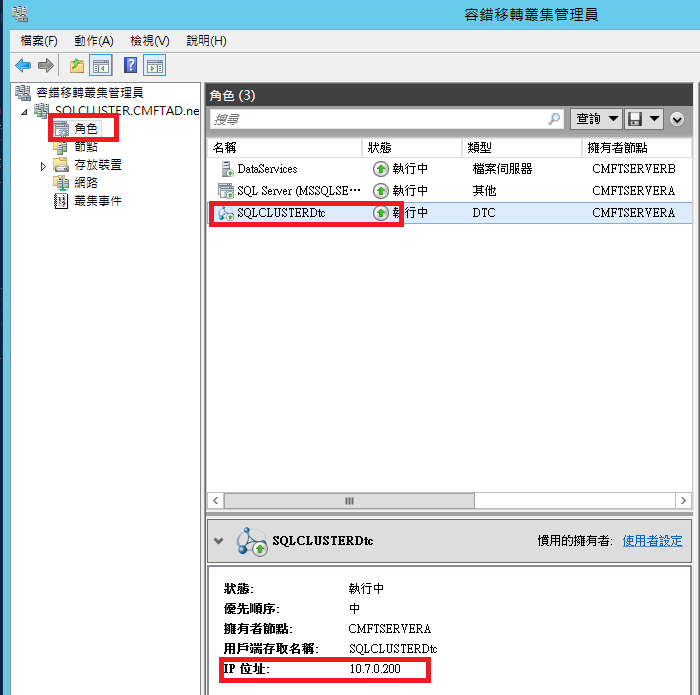 容錯移轉叢集管理員
檔案(F) 動作(A) 檢視(V) 說明(H)
容錯移轉叢集管理員
SQLCLUSTER.CMFTAD.ne
角色
節點
存放裝置
網路
叢集事件
角色 (3)
搜尋 查詢
名稱 狀態 類型 擁有者節點
DataServices 執行中 檔案伺服器 CMFTSERVERB
SQL Server (MSSQLSE⋯ 執行中 其他 CMFTSERVERA
SQLCLUSTERDtc 執行中 DTC CMFTSERVERA
SQLCLUSTERDtc 慣用的擁有者: 使用者設定
狀態: 執行中
優先順序: 中
擁有者節點: CMFTSERVERA
用戶端存取名稱: SQLCLUSTERDtc
IP 位址: 10.7.0.200